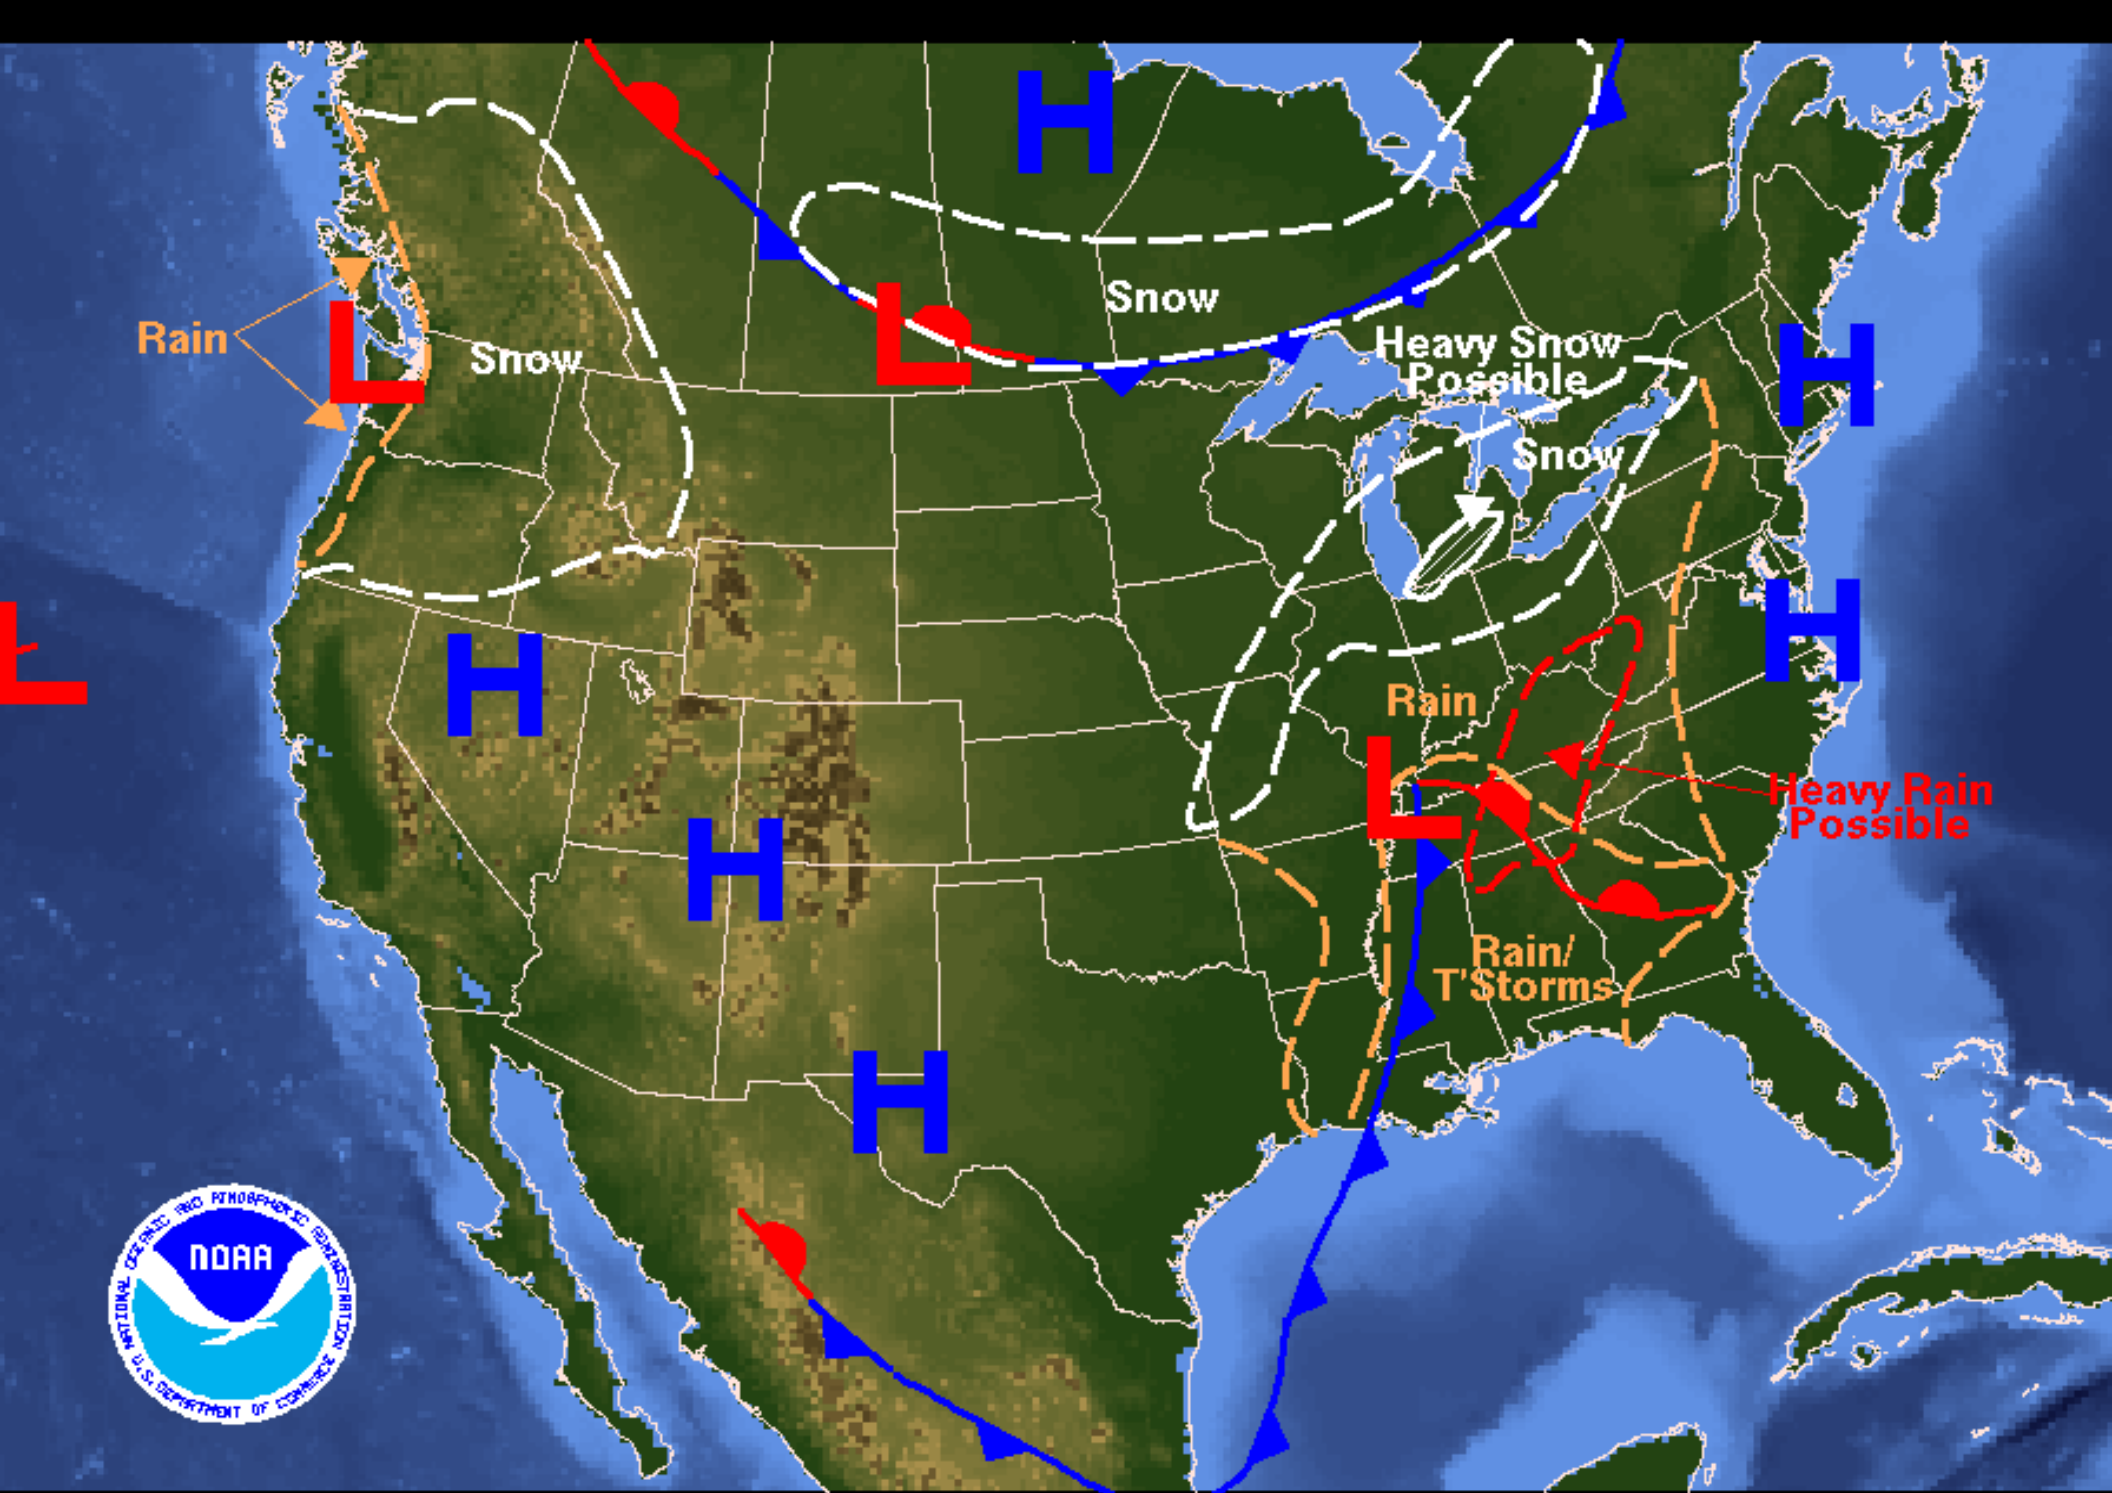 H
Rain
L
Snow
L
Snow
Heavy Snow
Possible
Snow
H
L
H
H
Rain
H
L
Heavy Rain
Possible
H
Rain/
T'Storms
H
NATIONAL OCEANIC AND ATMOSPHERIC ADMINISTRATION
NOAA
U.S. DEPARTMENT OF COMMERCE